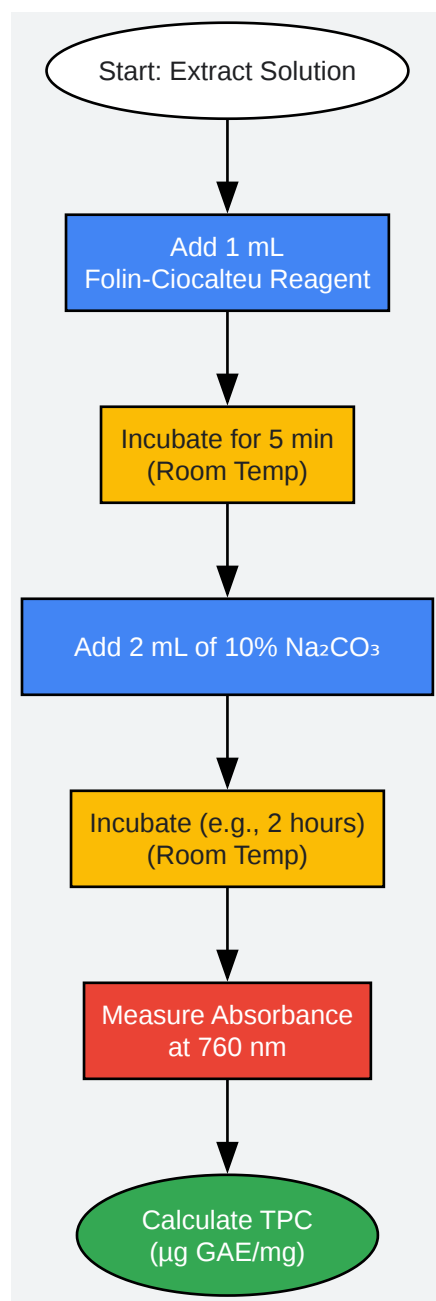 Start: Extract Solution
Add 1 mL
Folin-Ciocalteu Reagent
Incubate for 5 min
(Room Temp)
Add 2 mL of 10% Na₂CO₃
Incubate (e.g., 2 hours)
(Room Temp)
Measure Absorbance
at 760 nm
Calculate TPC
(µg GAE/mg)